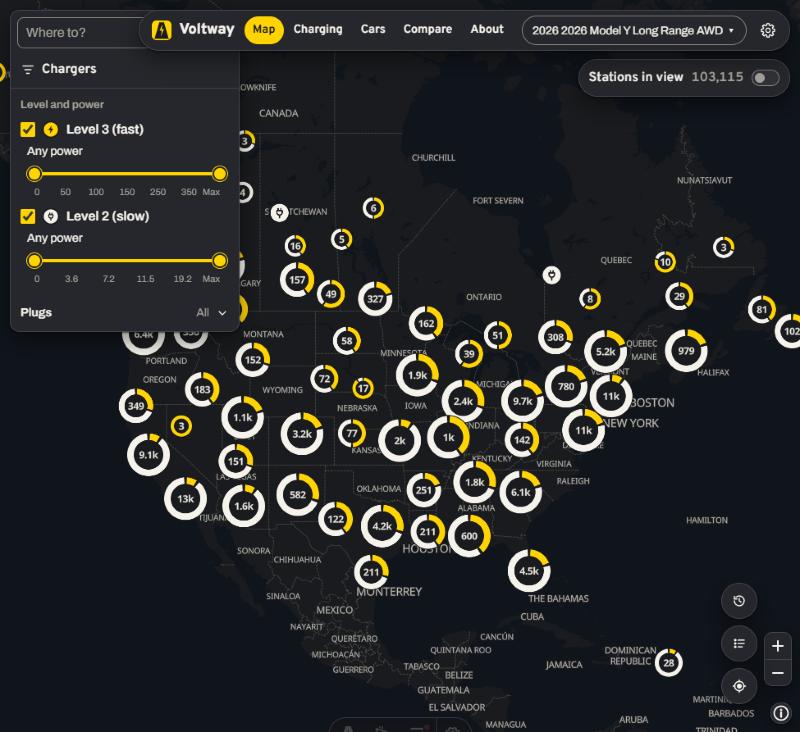 Where to?
Voltway
Map
Charging
Cars
Compare
About
2026 2026 Model Y Long Range AWD
Stations in view 103,115
Chargers
Level and power
Level 3 (fast)
Any power
0 50 100 150 250 350 Max
Level 2 (slow)
Any power
0 3.6 7.2 11.5 19.2 Max
Plugs
All
CANADA
3
CHURCHILL
NUNATSIAVUT
4
FORT SEVERN
6
16
5
3
QUEBEC
10
157
49
327
ONTARIO
8
29
81
102
162
51
308
MONTANA
58
MINNESOTA
39
5.2k
QUEBEC
MAINE
979
6.4k
PORTLAND
152
VERMONT
HALIFAX
OREGON
183
WYOMING
72
17
1.9k
MICHIGAN
780
11k
BOSTON
349
NEBRASKA
IOWA
2.4k
9.7k
NEW YORK
3
1.1k
3.2k
77
2k
1k
INDIANA
142
11k
KANSAS
9.1k
151
KENTUCKY
VIRGINIA
LAS VEGAS
OKLAHOMA
251
1.8k
6.1k
RALEIGH
13k
1.6k
582
ALABAMA
TIJUANA
122
4.2k
211
600
HAMILTON
SONORA
HOUSTON
CHIHUAHUA
211
4.5k
MONTERREY
SINALOA
THE BAHAMAS
MEXICO
CUBA
NAYARIT
QUERÉTARO
CANCÚN
MICHOACÁN
QUINTANA ROO
DOMINICAN
REPUBLIC
28
GUERRERO
TABASCO
BELIZE
JAMAICA
GUATEMALA
EL SALVADOR
MARTINI
BARBADOS
MANAGUA
ARUBA
TRINIDAD